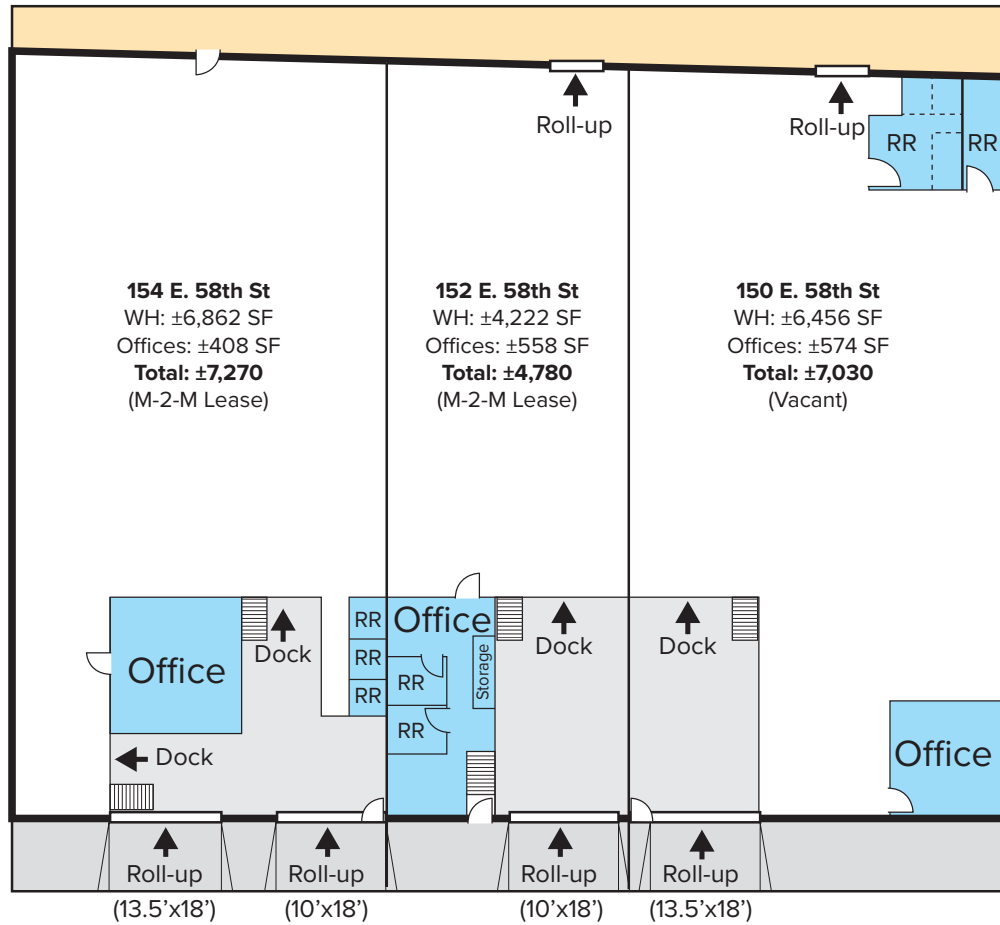 Roll-up
Roll-up
RR
RR
154 E. 58th St
WH: ±6,862 SF
Offices: ±408 SF
Total: ±7,270
(M-2-M Lease)
152 E. 58th St
WH: ±4,222 SF
Offices: ±558 SF
Total: ±4,780
(M-2-M Lease)
150 E. 58th St
WH: ±6,456 SF
Offices: ±574 SF
Total: ±7,030
(Vacant)
Office
Dock
Dock
RR
RR
RR
Office
RR
RR
Storage
Dock
Dock
Office
Roll-up
Roll-up
Roll-up
Roll-up
(13.5’x18’)
(10’x18’)
(10’x18’)
(13.5’x18’)